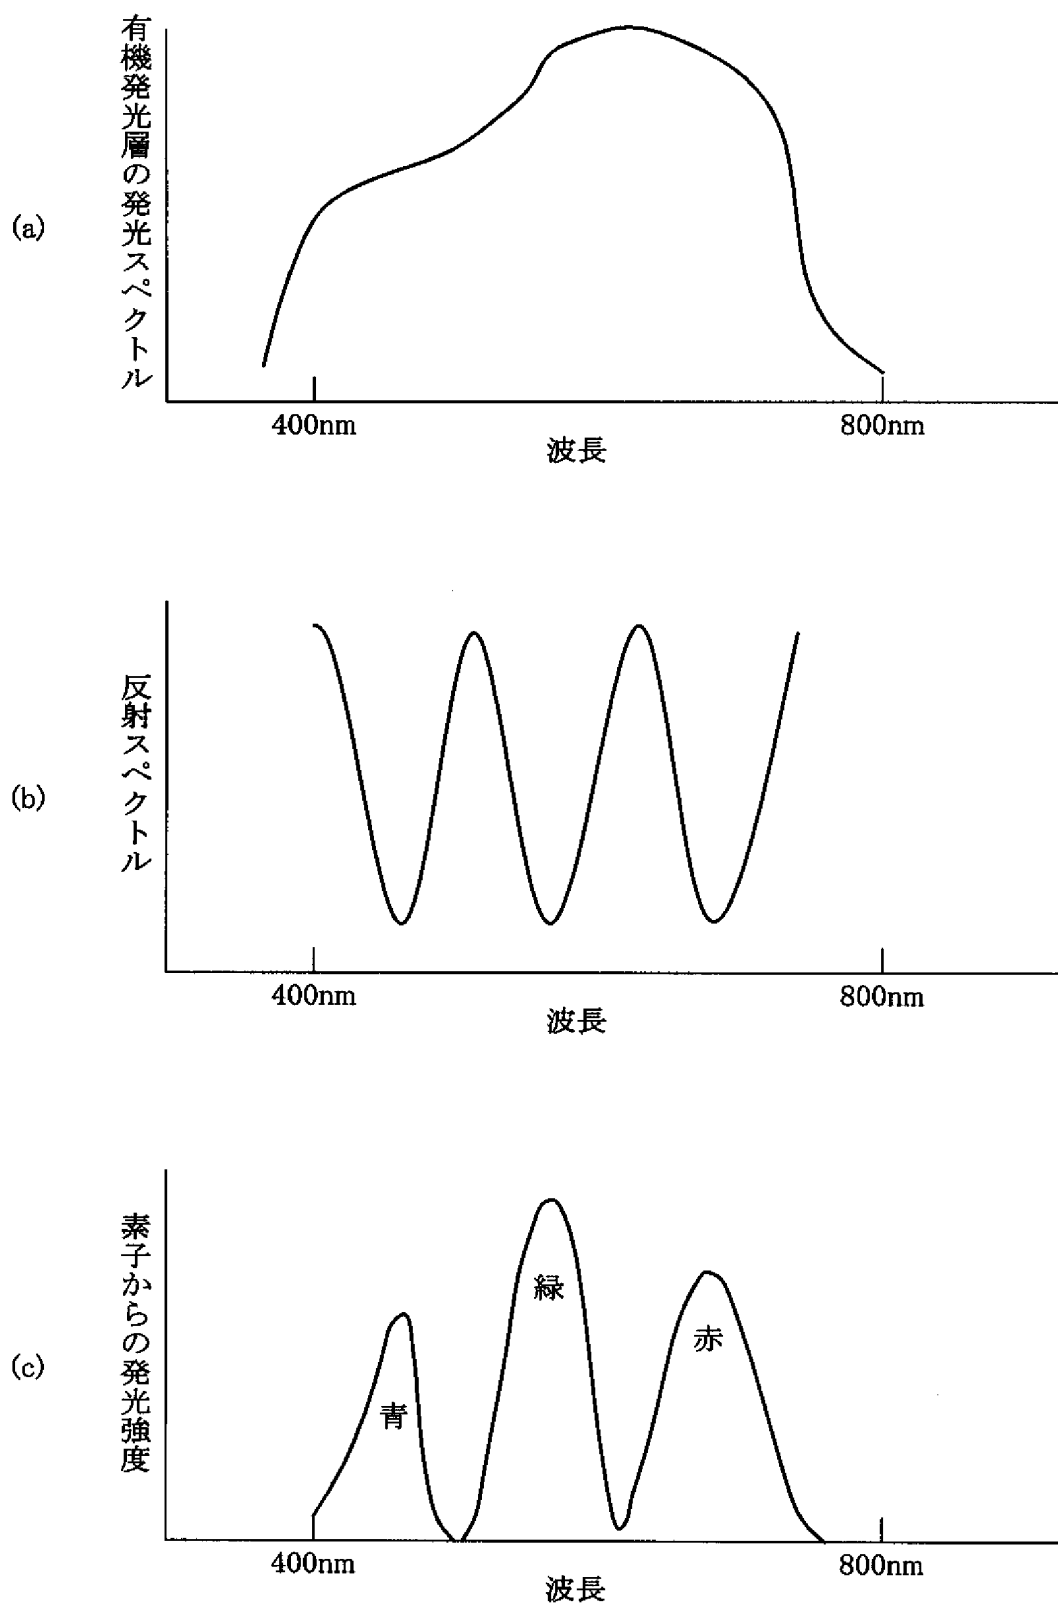 (a)
有機発光層の発光スペクトル
400nm
800nm
波長
(b)
反射スペクトル
400nm
800nm
波長
(c)
素子からの発光強度
青
緑
赤
400nm
800nm
波長